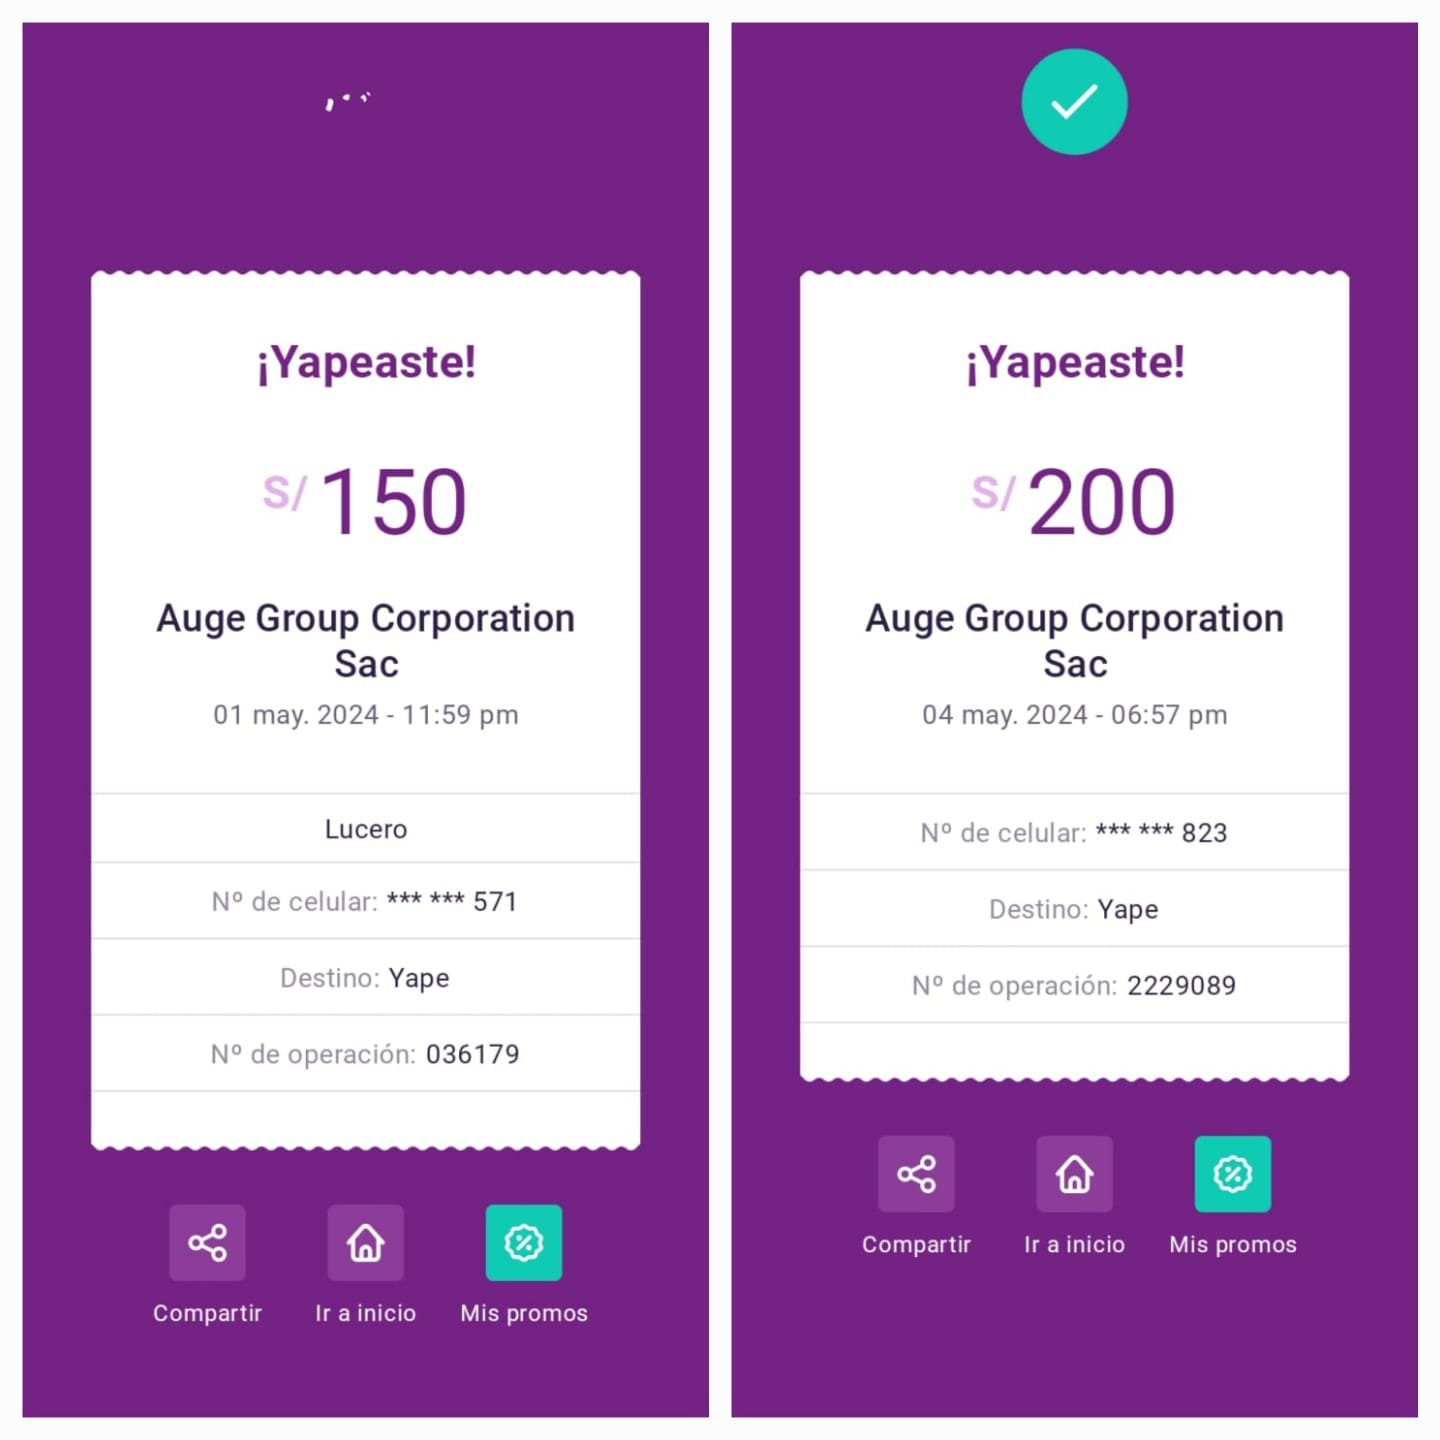 ¡Yapeaste!
S/ 150
Auge Group Corporation
Sac
01 may. 2024 - 11:59 pm
Lucero
Nº de celular: *** *** 571
Destino: Yape
Nº de operación: 036179
Compartir
Ir a inicio
Mis promos
¡Yapeaste!
S/ 200
Auge Group Corporation
Sac
04 may. 2024 - 06:57 pm
Nº de celular: *** *** 823
Destino: Yape
Nº de operación: 2229089
Compartir
Ir a inicio
Mis promos